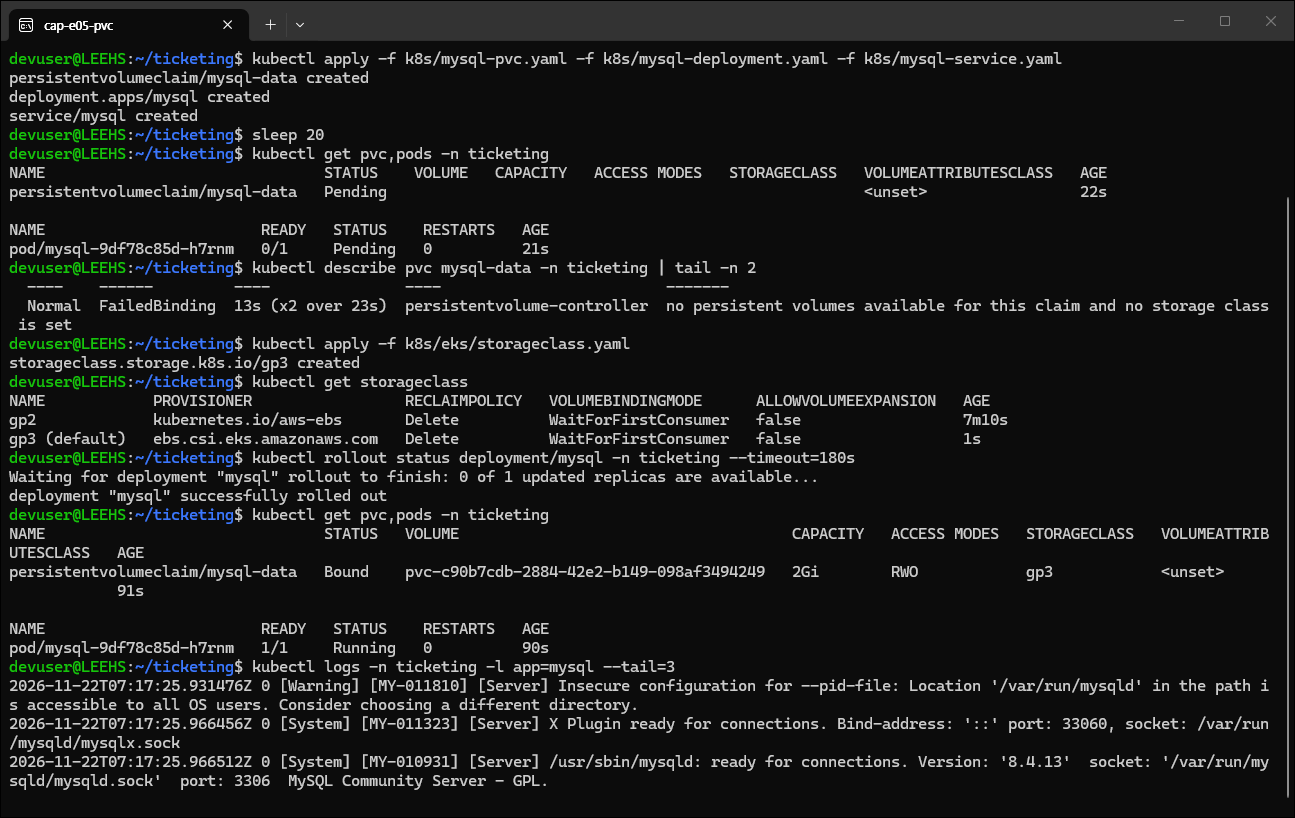 cap-e05-pvc
devuser@LEEHS:~/ticketing$ kubectl apply -f k8s/mysql-pvc.yaml -f k8s/mysql-deployment.yaml -f k8s/mysql-service.yaml
persistentvolumeclaim/mysql-data created
deployment.apps/mysql created
service/mysql created
devuser@LEEHS:~/ticketing$ sleep 20
devuser@LEEHS:~/ticketing$ kubectl get pvc,pods -n ticketing
NAME                               STATUS    VOLUME   CAPACITY   ACCESS MODES   STORAGECLASS   VOLUMEATTRIBUTESCLASS   AGE
persistentvolumeclaim/mysql-data   Pending                                                     <unset>                 22s

NAME                        READY   STATUS    RESTARTS   AGE
pod/mysql-9df78c85d-h7rnm   0/1     Pending   0          21s
devuser@LEEHS:~/ticketing$ kubectl describe pvc mysql-data -n ticketing | tail -n 2
  ----    ------         ----               ----                         -------
  Normal  FailedBinding  13s (x2 over 23s)  persistentvolume-controller  no persistent volumes available for this claim and no storage class
 is set
devuser@LEEHS:~/ticketing$ kubectl apply -f k8s/eks/storageclass.yaml
storageclass.storage.k8s.io/gp3 created
devuser@LEEHS:~/ticketing$ kubectl get storageclass
NAME            PROVISIONER             RECLAIMPOLICY   VOLUMEBINDINGMODE      ALLOWVOLUMEEXPANSION   AGE
gp2             kubernetes.io/aws-ebs   Delete          WaitForFirstConsumer   false                  7m10s
gp3 (default)   ebs.csi.eks.amazonaws.com   Delete          WaitForFirstConsumer   false                  1s
devuser@LEEHS:~/ticketing$ kubectl rollout status deployment/mysql -n ticketing --timeout=180s
Waiting for deployment "mysql" rollout to finish: 0 of 1 updated replicas are available...
deployment "mysql" successfully rolled out
devuser@LEEHS:~/ticketing$ kubectl get pvc,pods -n ticketing
NAME                               STATUS   VOLUME                                     CAPACITY   ACCESS MODES   STORAGECLASS   VOLUMEATTRIB
UTESCLASS   AGE
persistentvolumeclaim/mysql-data   Bound    pvc-c90b7cdb-2884-42e2-b149-098af3494249   2Gi        RWO            gp3            <unset>
            91s

NAME                        READY   STATUS    RESTARTS   AGE
pod/mysql-9df78c85d-h7rnm   1/1     Running   0          90s
devuser@LEEHS:~/ticketing$ kubectl logs -n ticketing -l app=mysql --tail=3
2026-11-22T07:17:25.931476Z 0 [Warning] [MY-011810] [Server] Insecure configuration for --pid-file: Location '/var/run/mysqld' in the path i
s accessible to all OS users. Consider choosing a different directory.
2026-11-22T07:17:25.966456Z 0 [System] [MY-011323] [Server] X Plugin ready for connections. Bind-address: '::' port: 33060, socket: /var/run
/mysqld/mysqlx.sock
2026-11-22T07:17:25.966512Z 0 [System] [MY-010931] [Server] /usr/sbin/mysqld: ready for connections. Version: '8.4.13'  socket: '/var/run/my
sqld/mysqld.sock'  port: 3306  MySQL Community Server - GPL.